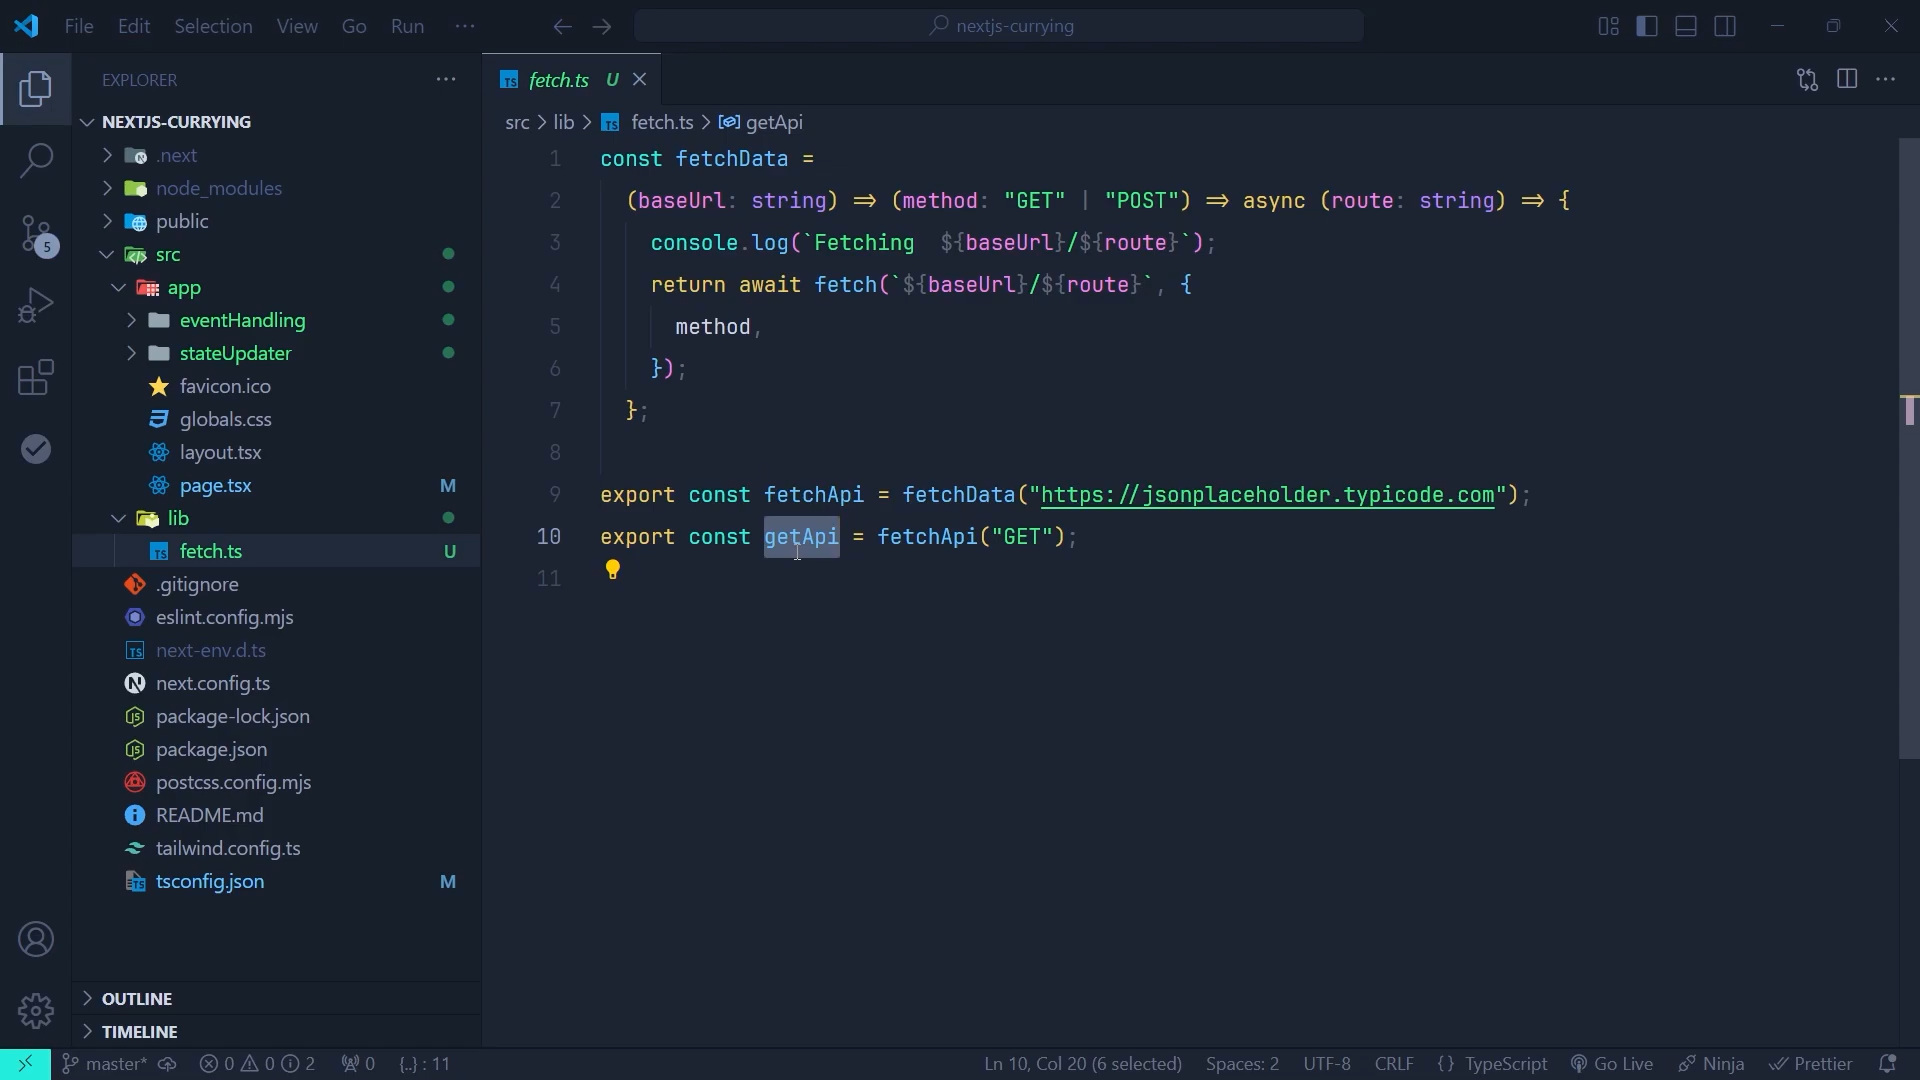 File Edit Selection View Go Run ···
nextjs-currying
EXPLORER
NEXTJS-CURRYING
.next
node_modules
public
src
app
eventHandling
stateUpdater
favicon.ico
globals.css
layout.tsx
page.tsx M
lib
fetch.ts U
.gitignore
eslint.config.mjs
next-env.d.ts
next.config.ts
package-lock.json
package.json
postcss.config.mjs
README.md
tailwind.config.ts
tsconfig.json M
OUTLINE
TIMELINE
5
TS fetch.ts U
src > lib > TS fetch.ts > getApi
1 const fetchData =
2 (baseUrl: string) => (method: "GET" | "POST") => async (route: string) => {
3 console.log(`Fetching  ${baseUrl}/${route}`);
4 return await fetch(`${baseUrl}/${route}`, {
5 method,
6 });
7 };
8
9 export const fetchApi = fetchData("https://jsonplaceholder.typicode.com");
10 export const getApi = fetchApi("GET");
11
master* 0 0 2 0 {..} : 11
Ln 10, Col 20 (6 selected) Spaces: 2 UTF-8 CRLF {} TypeScript Go Live Ninja Prettier